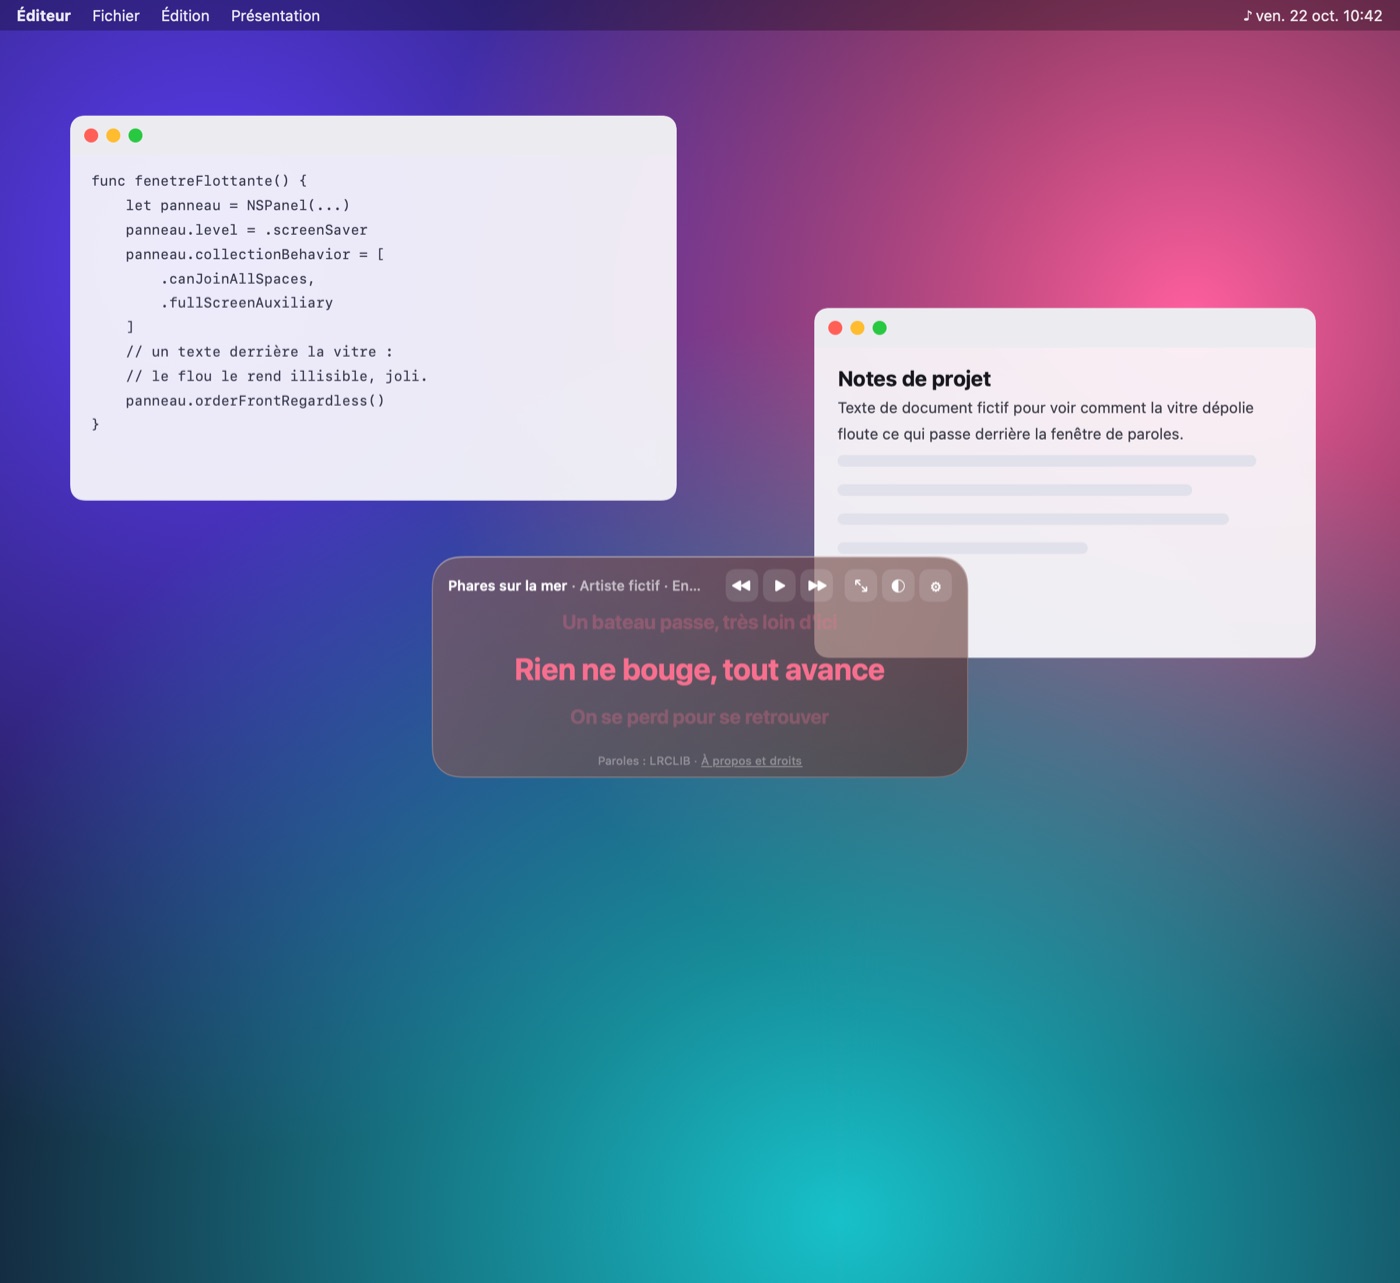 Éditeur Fichier Édition Présentation ♪ ven. 22 oct. 10:42
func fenetreFlottante() {
    let panneau = NSPanel(...)
    panneau.level = .screenSaver
    panneau.collectionBehavior = [
        .canJoinAllSpaces,
        .fullScreenAuxiliary
    ]
    // un texte derrière la vitre :
    // le flou le rend illisible, joli.
    panneau.orderFrontRegardless()
}
Notes de projet
Texte de document fictif pour voir comment la vitre dépolie
floute ce qui passe derrière la fenêtre de paroles.
Phares sur la mer · Artiste fictif · En...
Un bateau passe, très loin d'ici
Rien ne bouge, tout avance
On se perd pour se retrouver
Paroles : LRCLIB · À propos et droits